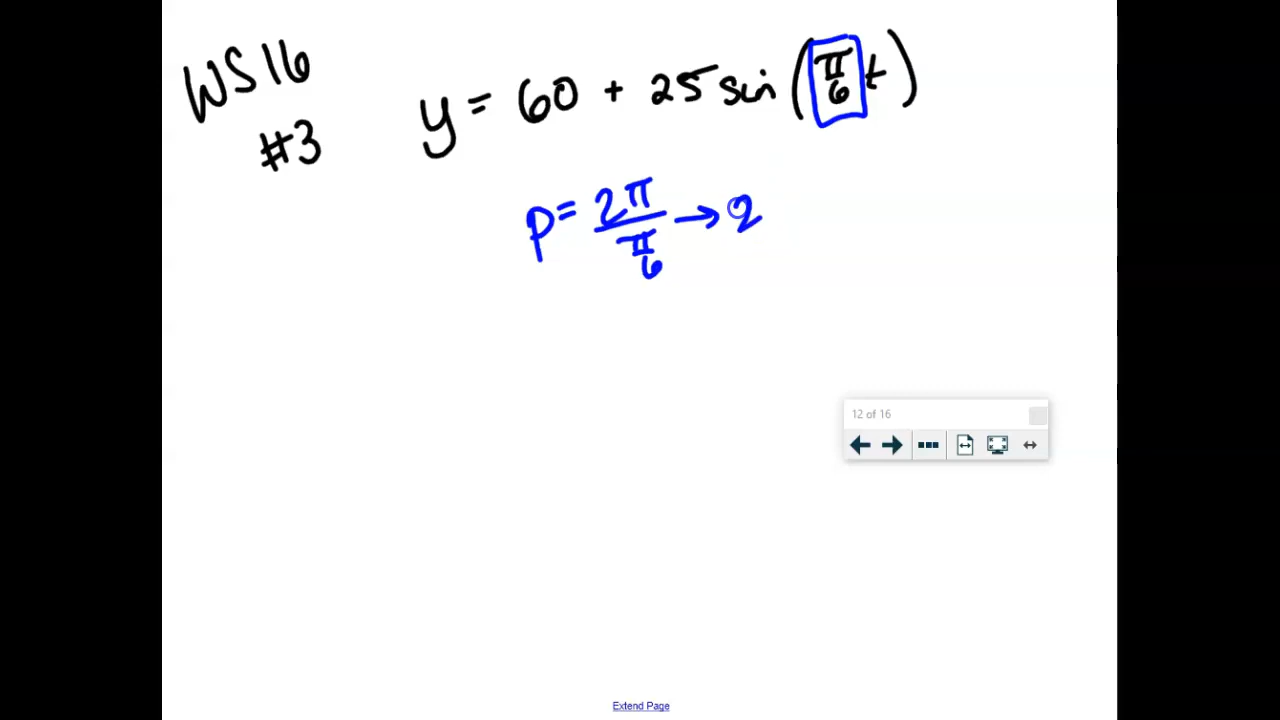 WS16
#3
y = 60 + 25 sin (π/6 t)
p = 2π / π/6 → 2
12 of 16
Extend Page